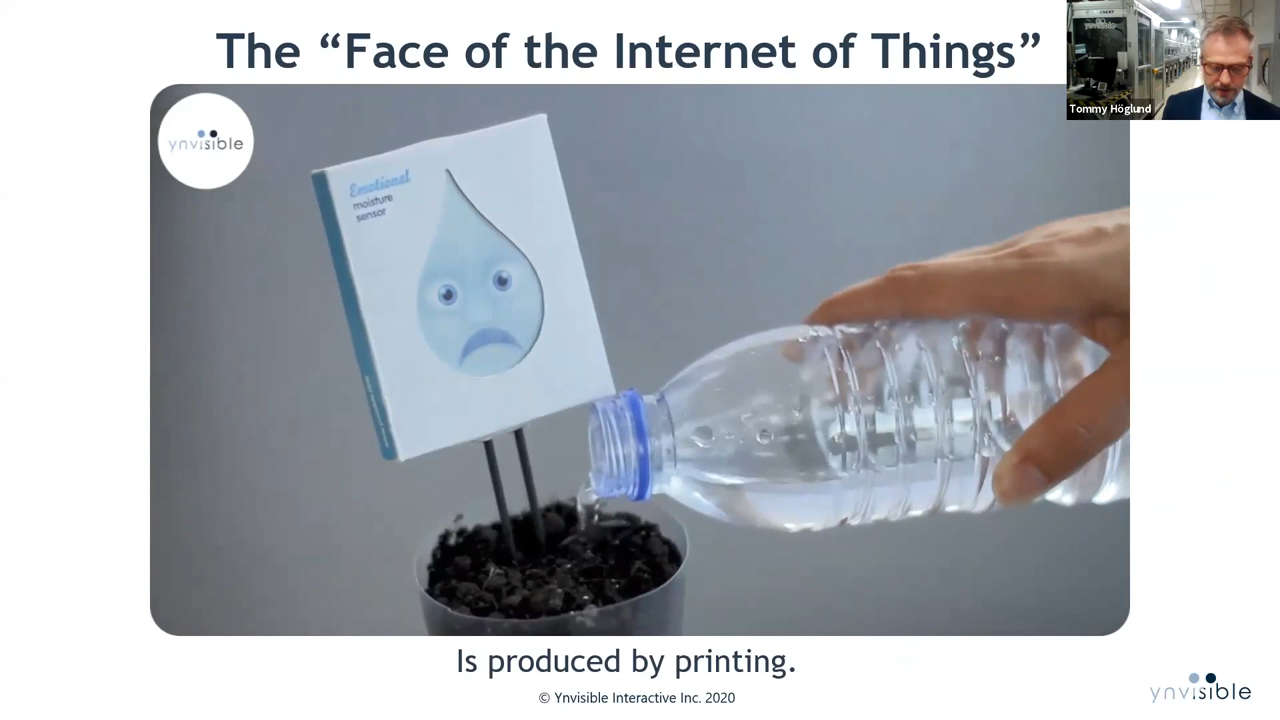 The “Face of the Internet of Things”
Tommy Höglund
ynvisible
Emotional
moisture
sensor
Is produced by printing.
© Ynvisible Interactive Inc. 2020
ynvisible